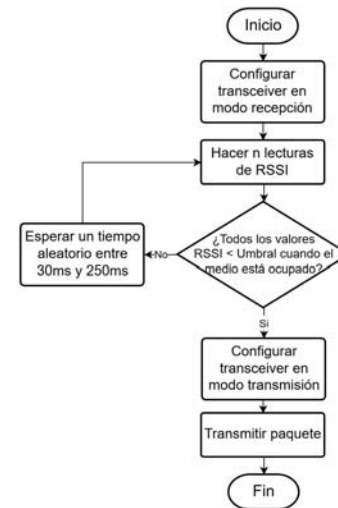 Inicio
Configurar
transceiver en
modo recepción
Hacer n lecturas
de RSSI
¿Todos los valores
RSSI < Umbral cuando el
medio está ocupado?
No
Esperar un tiempo
aleatorio entre
30ms y 250ms
Si
Configurar
transceiver en
modo transmisión
Transmitir paquete
Fin